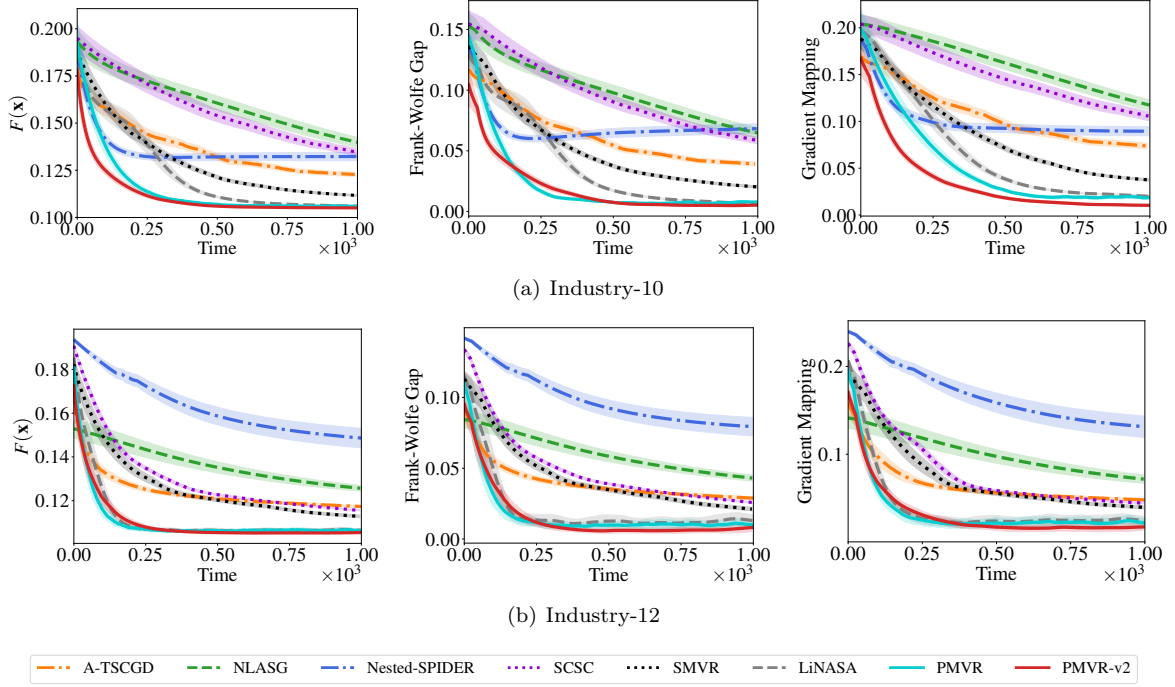 0.200
0.175
0.150
0.125
0.100
F(x)
0.00 0.25 0.50 0.75 1.00
Time
×10³
0.15
0.10
0.05
0.00
Frank-Wolfe Gap
0.00 0.25 0.50 0.75 1.00
Time
×10³
0.20
0.15
0.10
0.05
0.00
Gradient Mapping
0.00 0.25 0.50 0.75 1.00
Time
×10³
(a) Industry-10
0.18
0.16
0.14
0.12
0.1
F(x)
0.00 0.25 0.50 0.75 1.00
Time
×10³
0.10
0.05
0.00
Frank-Wolfe Gap
0.00 0.25 0.50 0.75 1.00
Time
×10³
0.2
0.1
Gradient Mapping
0.00 0.25 0.50 0.75 1.00
Time
×10³
(b) Industry-12
A-TSCGD NLASG Nested-SPIDER SCSC SMVR LiNASA PMVR PMVR-v2